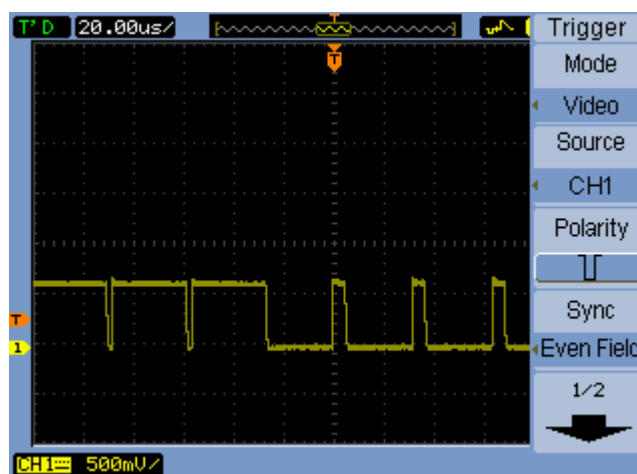 T'D 20.00us/ T Trigger
T
Mode
Video
Source
CH1
Polarity
Sync
T
1
Even Field
1/2
CH1 500mV/